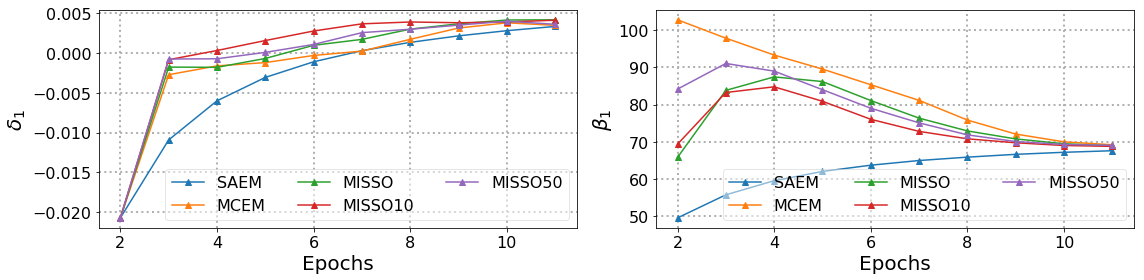 0.005
0.000
−0.005
−0.010
−0.015
−0.020
δ1
2 4 6 8 10
Epochs
SAEM MISSO MISSO50
MCEM MISSO10
100
90
80
70
60
50
β1
2 4 6 8 10
Epochs
SAEM MISSO MISSO50
MCEM MISSO10